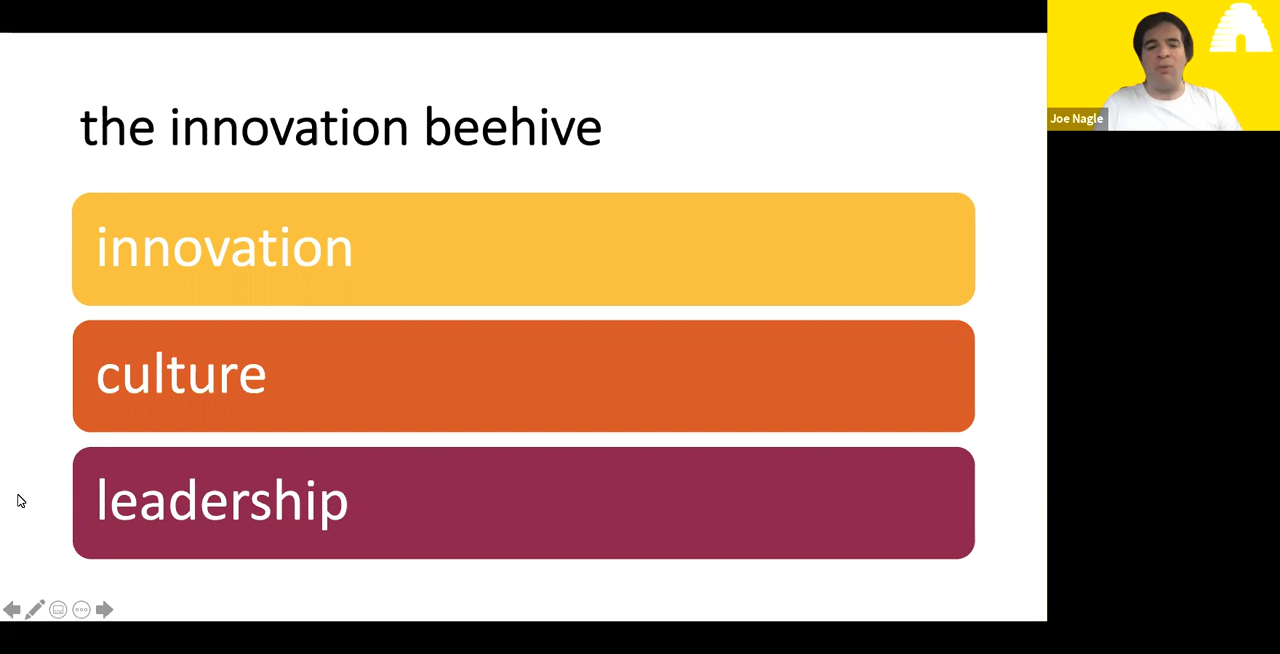 the innovation beehive
innovation
culture
leadership
Joe Nagle